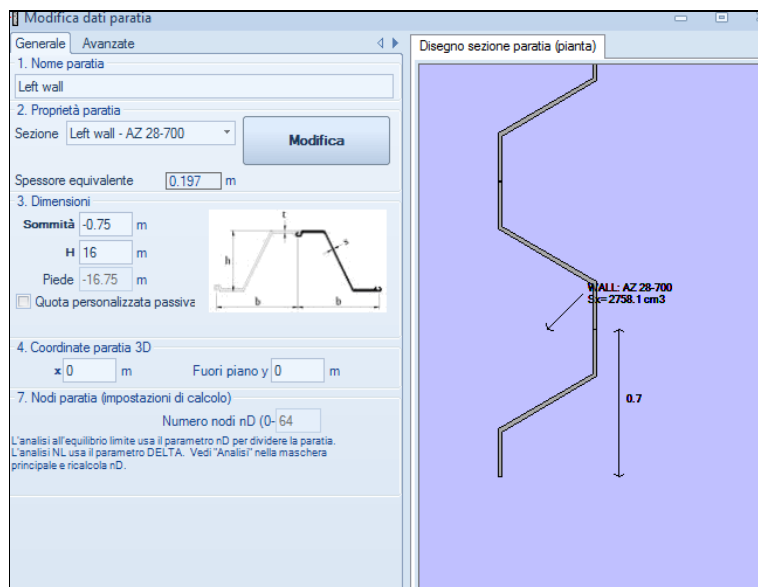 Modifica dati paratia
Generale Avanzate
1. Nome paratia
Left wall
2. Proprietà paratia
Sezione Left wall - AZ 28-700
Modifica
Spessore equivalente 0.197 m
3. Dimensioni
Sommità -0.75 m
H 16 m
Piede -16.75 m
Quota personalizzata passiva
t
h
s
b b
4. Coordinate paratia 3D
x 0 m Fuori piano y 0 m
7. Nodi paratia (impostazioni di calcolo)
Numero nodi nD (0- 64
L'analisi all'equilibrio limite usa il parametro nD per dividere la paratia.
L'analisi NL usa il parametro DELTA. Vedi "Analisi" nella maschera
principale e ricalcola nD.
Disegno sezione paratia (pianta)
WALL: AZ 28-700
Sx= 2758.1 cm3
0.7